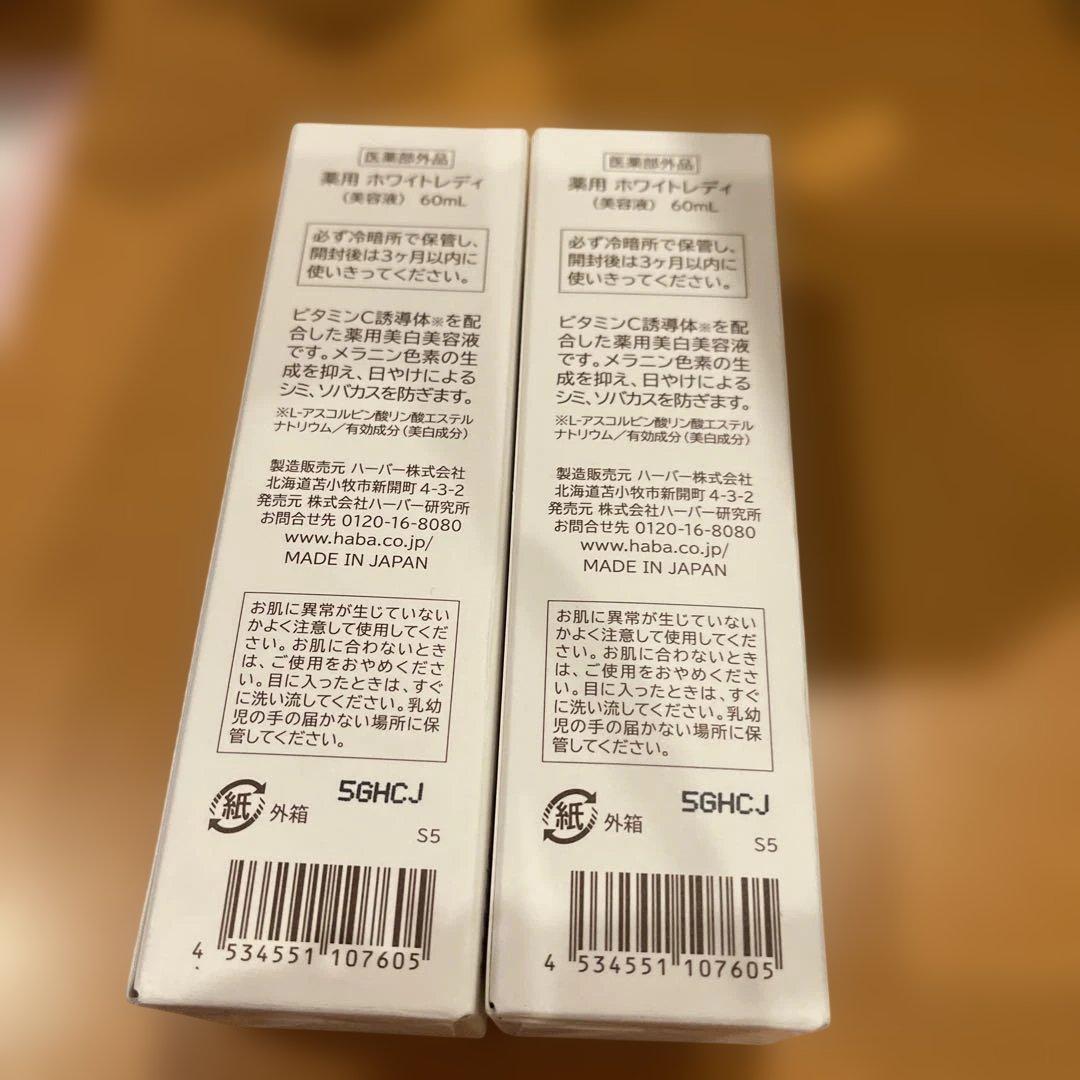 医薬部外品
薬用 ホワイトレディ
（美容液） 60mL
必ず冷暗所で保管し、
開封後は3ヶ月以内に
使いきってください。
ビタミンC誘導体※を配
合した薬用美白美容液
です。メラニン色素の生
成を抑え、日やけによる
シミ、ソバカスを防ぎます。
※L-アスコルビン酸リン酸エステル
ナトリウム／有効成分（美白成分）
製造販売元 ハーバー株式会社
北海道苫小牧市新開町 4-3-2
発売元 株式会社ハーバー研究所
お問合せ先 0120-16-8080
www.haba.co.jp/
MADE IN JAPAN
お肌に異常が生じていない
かよく注意して使用してくだ
さい。お肌に合わないとき
は、ご使用をおやめくださ
い。目に入ったときは、すぐ
に洗い流してください。乳幼
児の手の届かない場所に保
管してください。
紙 外箱
5GHCJ
S5
4 534551 107605
医薬部外品
薬用 ホワイトレディ
（美容液） 60mL
必ず冷暗所で保管し、
開封後は3ヶ月以内に
使いきってください。
ビタミンC誘導体※を配
合した薬用美白美容液
です。メラニン色素の生
成を抑え、日やけによる
シミ、ソバカスを防ぎます。
※L-アスコルビン酸リン酸エステル
ナトリウム／有効成分（美白成分）
製造販売元 ハーバー株式会社
北海道苫小牧市新開町 4-3-2
発売元 株式会社ハーバー研究所
お問合せ先 0120-16-8080
www.haba.co.jp/
MADE IN JAPAN
お肌に異常が生じていない
かよく注意して使用してくだ
さい。お肌に合わないとき
は、ご使用をおやめくださ
い。目に入ったときは、すぐ
に洗い流してください。乳幼
児の手の届かない場所に保
管してください。
紙 外箱
5GHCJ
S5
4 534551 107605